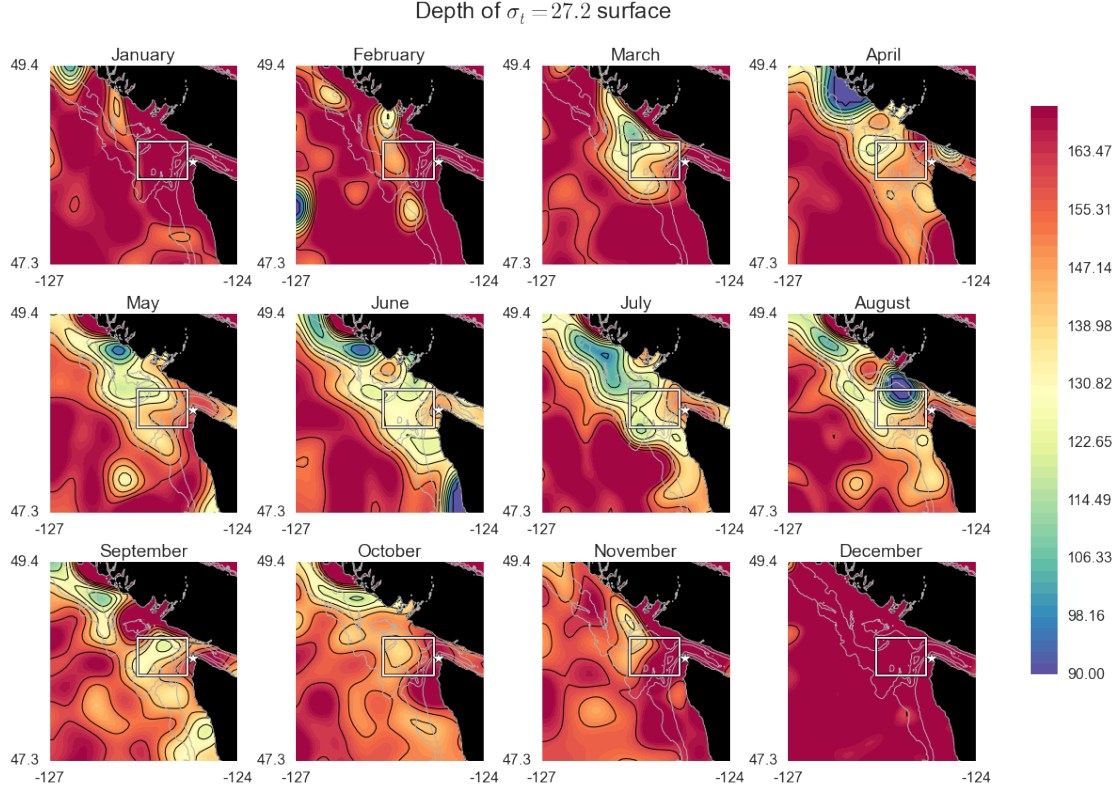 Depth of σt = 27.2 surface
January February March April
49.4 49.4 49.4 49.4
47.3 47.3 47.3 47.3
-127 -124 -127 -124 -127 -124 -127 -124
May June July August
49.4 49.4 49.4 49.4
47.3 47.3 47.3 47.3
-127 -124 -127 -124 -127 -124 -127 -124
September October November December
49.4 49.4 49.4 49.4
47.3 47.3 47.3 47.3
-127 -124 -127 -124 -127 -124 -127 -124
163.47
155.31
147.14
138.98
130.82
122.65
114.49
106.33
98.16
90.00